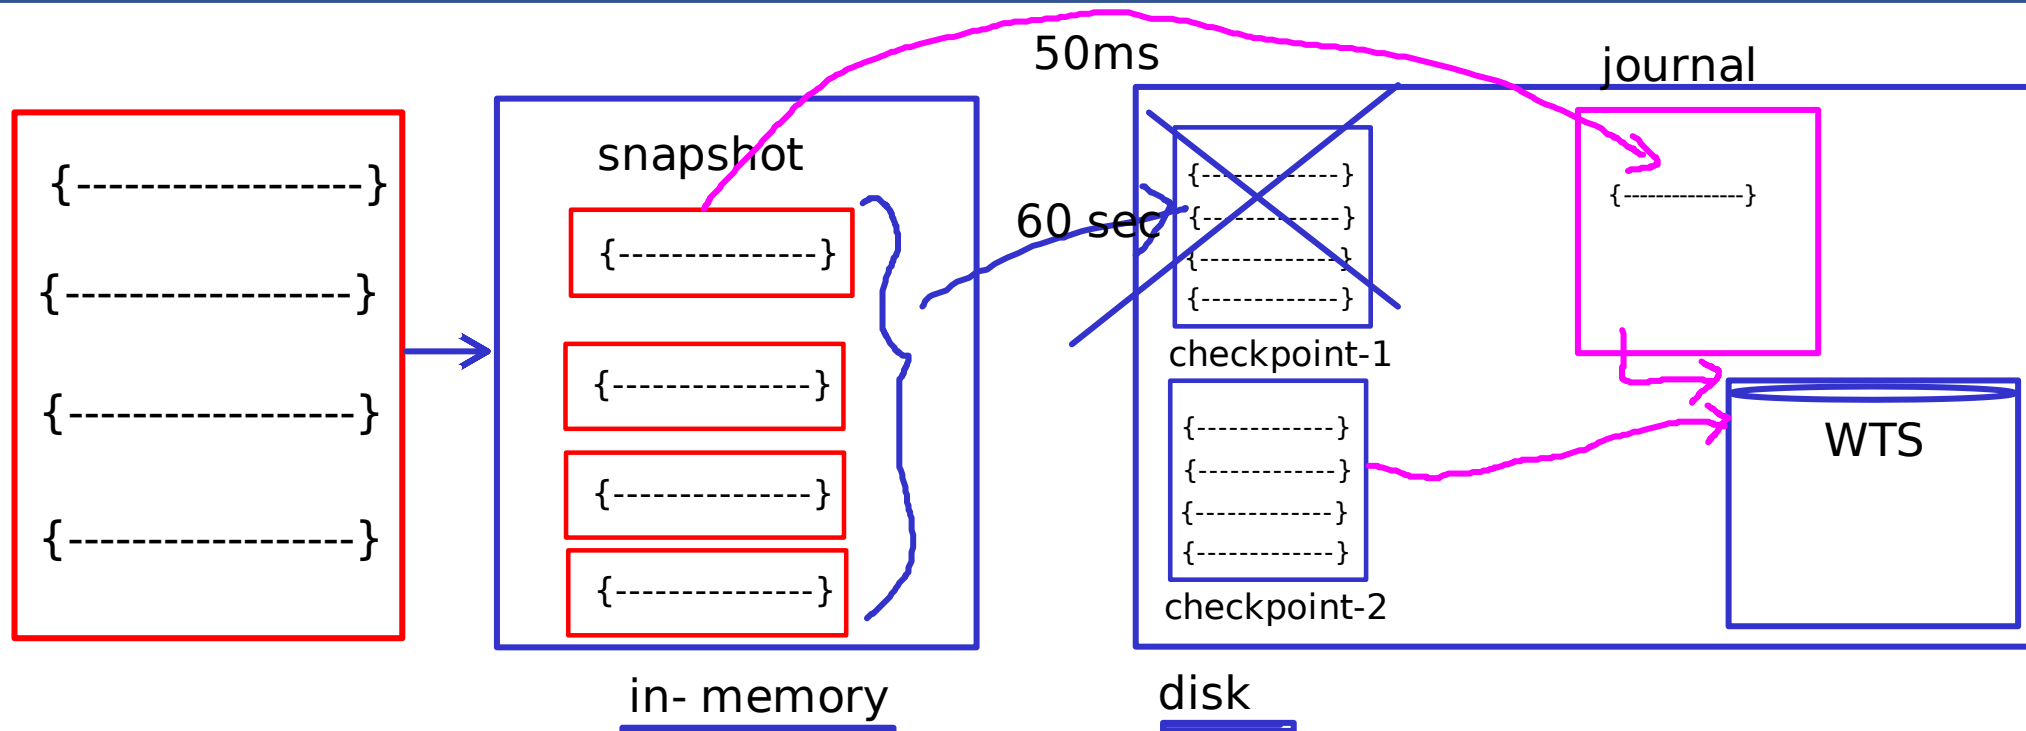 {------------------}
{------------------}
{------------------}
{------------------}
snapshot
{---------------}
{---------------}
{---------------}
{---------------}
in- memory
50ms
60 sec
{-------------}
{-------------}
{-------------}
{-------------}
checkpoint-1
{-------------}
{-------------}
{-------------}
{-------------}
checkpoint-2
disk
journal
{---------------}
WTS